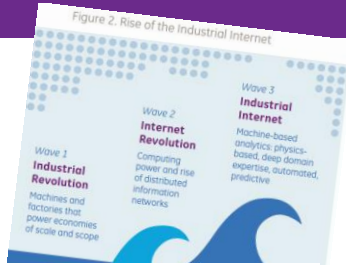 Figure 2. Rise of the Industrial Internet
Wave 1
Industrial
Revolution
Machines and
factories that
power economies
of scale and scope
Wave 2
Internet
Revolution
Computing
power and rise
of distributed
information
networks
Wave 3
Industrial
Internet
Machine-based
analytics: physics-
based, deep domain
expertise, automated,
predictive